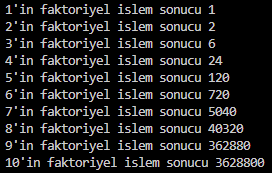 1'in faktoriyel islem sonucu 1
2'in faktoriyel islem sonucu 2
3'in faktoriyel islem sonucu 6
4'in faktoriyel islem sonucu 24
5'in faktoriyel islem sonucu 120
6'in faktoriyel islem sonucu 720
7'in faktoriyel islem sonucu 5040
8'in faktoriyel islem sonucu 40320
9'in faktoriyel islem sonucu 362880
10'in faktoriyel islem sonucu 3628800